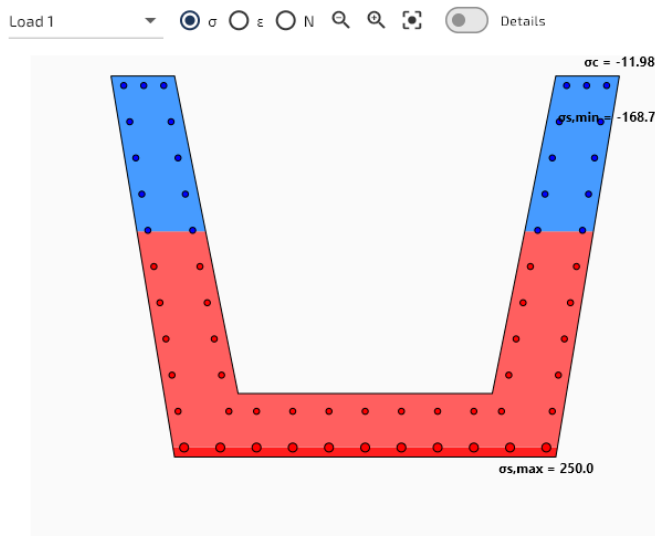 Load 1 σ ε N Details
σc = -11.98
σs,min = -168.7
σs,max = 250.0